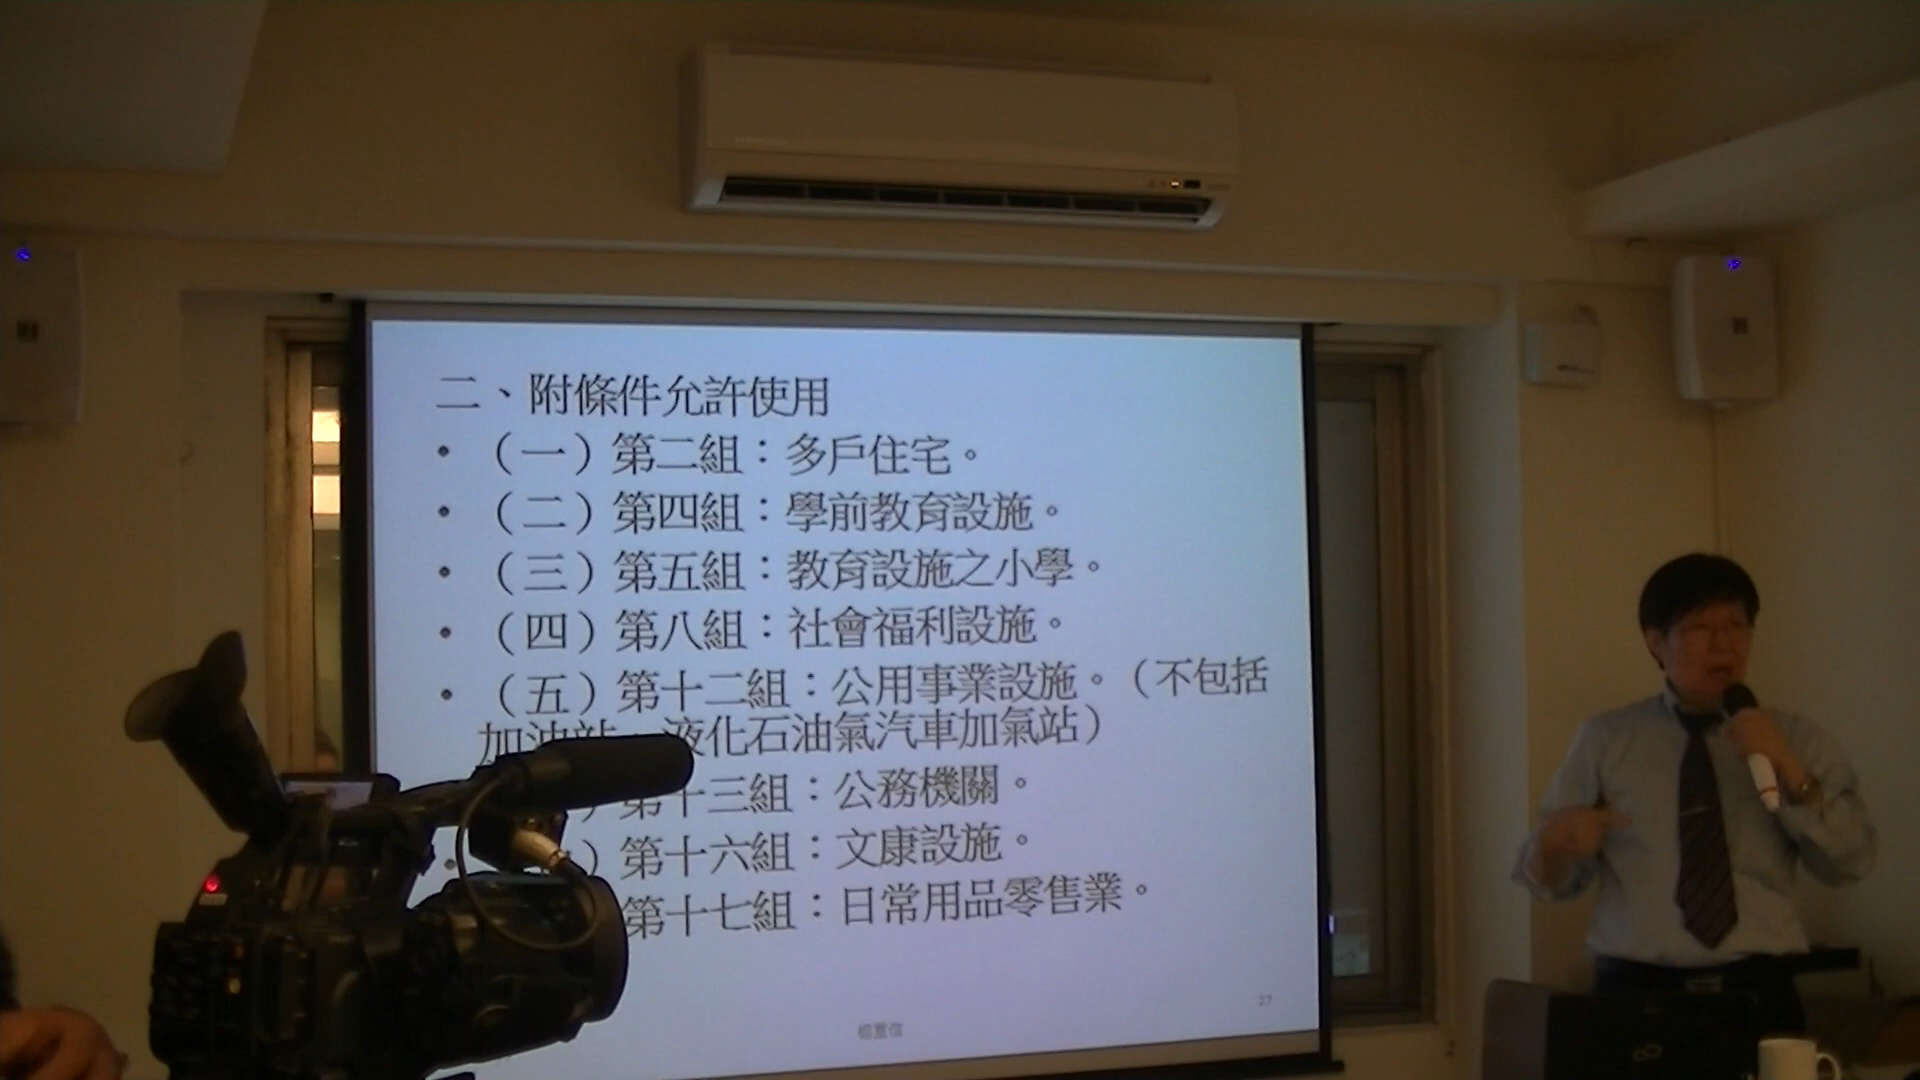 二、附條件允許使用
•（一）第二組：多戶住宅。
•（二）第四組：學前教育設施。
•（三）第五組：教育設施之小學。
•（四）第八組：社會福利設施。
•（五）第十二組：公用事業設施。（不包括
加油站、液化石油氣汽車加氣站）
）第十三組：公務機關。
•）第十六組：文康設施。
第十七組：日常用品零售業。
27